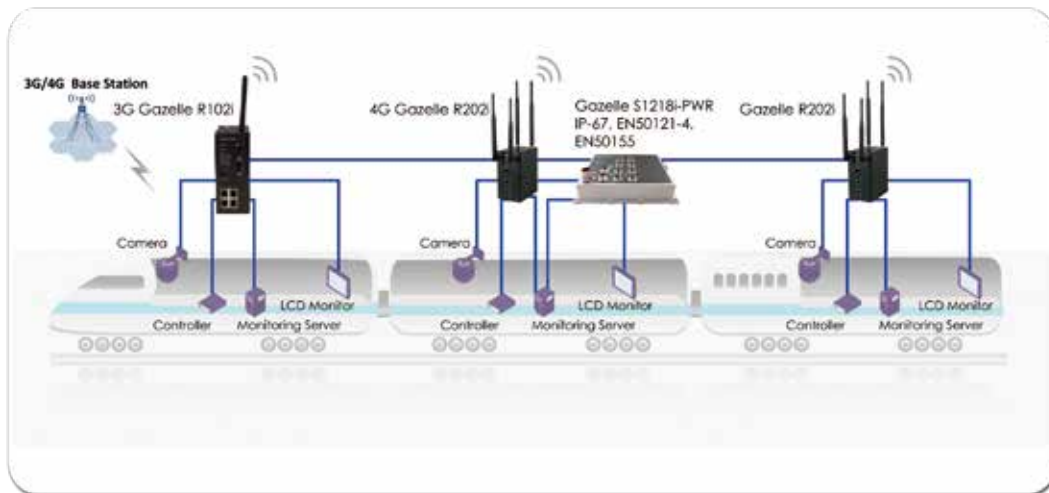 3G/4G Base Station
3G Gazelle R102i
4G Gazelle R202i
Gazelle S1218i-PWR
IP-67, EN50121-4,
EN50155
Gazelle R202i
Camera
LCD Monitor
Controller
Monitoring Server
Camera
LCD Monitor
Controller
Monitoring Server
Camera
LCD Monitor
Controller
Monitoring Server